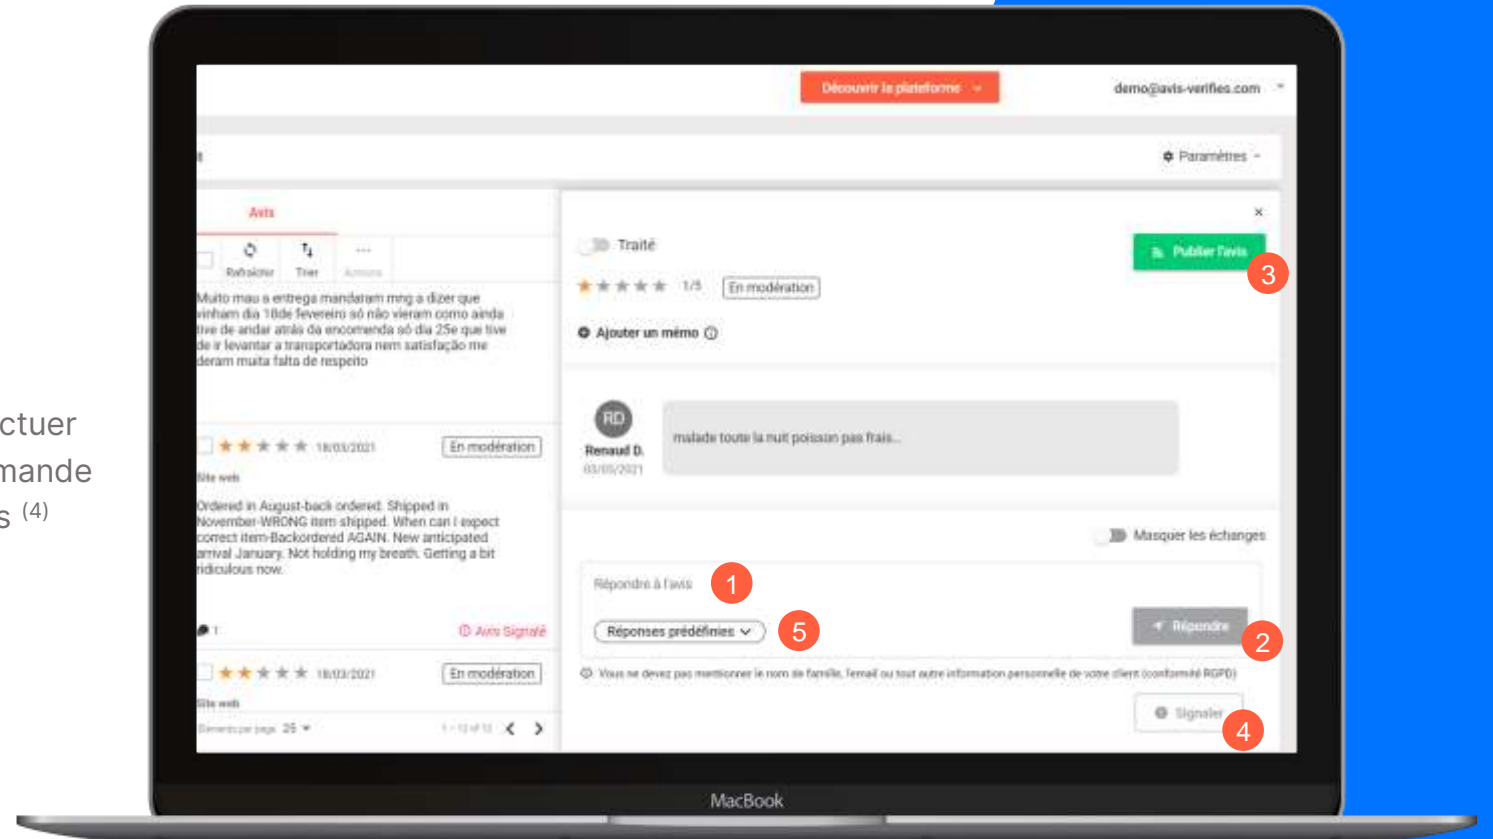 ctuer
mande
s (4)
Découvrir la plateforme
demo@avis-verifies.com
Paramètres
Avis
Rafraîchir Trier Actions
Muito mau a entrega mandaram mng a dizer que
vinham dia 18de fevereiro só não vieram como ainda
tive de andar atrás da encomenda só dia 25e que tive
de ir levantar a transportadora nem satisfação me
deram muita falta de respeito
18/03/2021 En modération
Site web
Ordered in August-back ordered. Shipped in
November-WRONG item shipped. When can I expect
correct item-Backordered AGAIN. New anticipated
arrival January. Not holding my breath. Getting a bit
ridiculous now.
1 Avis Signalé
18/03/2021 En modération
Site web
Éléments par page 25
×
Traité
Publier l'avis
3
1/5 En modération
Ajouter un mémo
RD
Renaud D.
03/03/2021
malade toute la nuit poisson pas frais...
Masquer les échanges
Répondre à l'avis 1
Réponses prédéfinies 5
Répondre 2
Vous ne devez pas mentionner le nom de famille, l'email ou tout autre information personnelle de votre client (conformité RGPD)
Signaler
4
MacBook